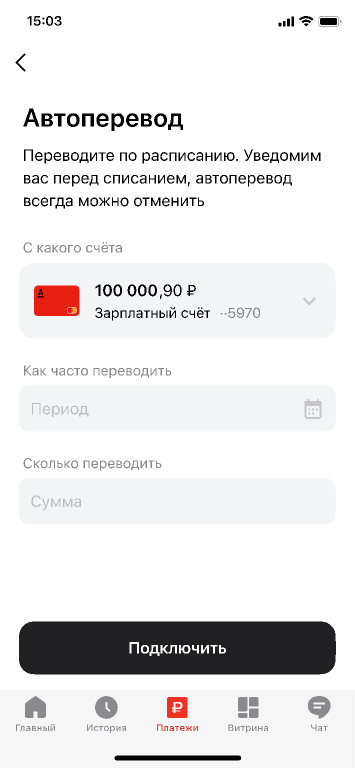 15:03
Автоперевод
Переводите по расписанию. Уведомим
вас перед списанием, автоперевод
всегда можно отменить
С какого счёта
А
100 000,90 ₽
Зарплатный счёт ··5970
Как часто переводить
Период
Сколько переводить
Сумма
Подключить
Главный История Платежи Витрина Чат